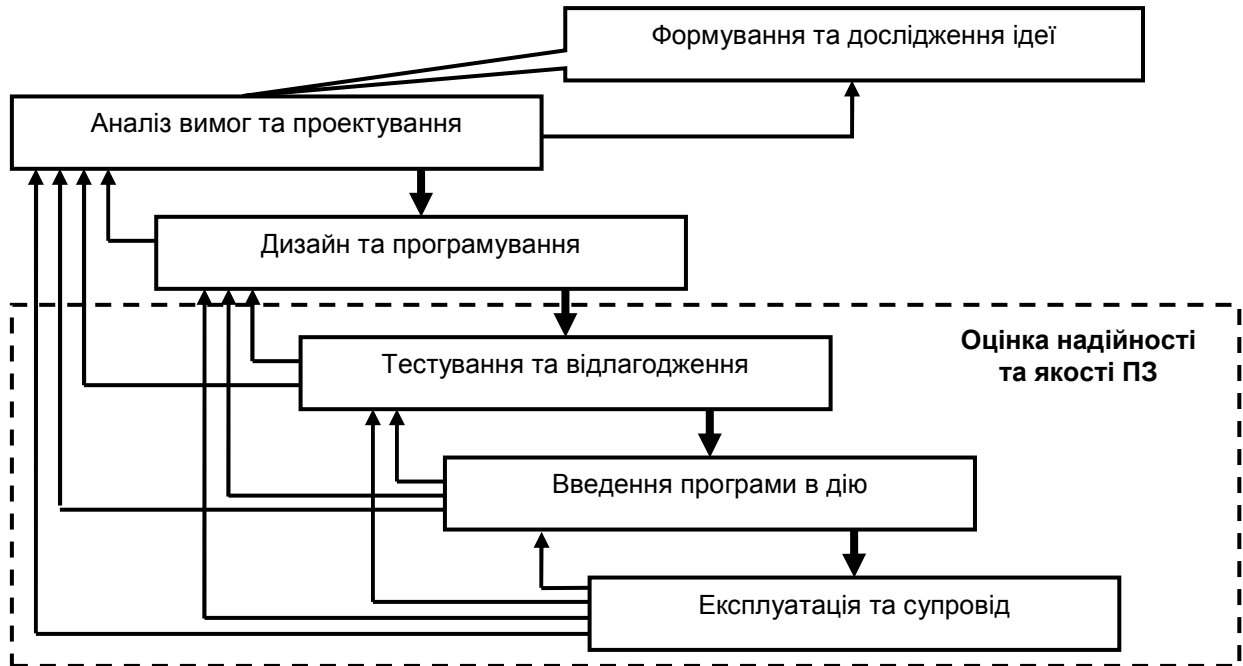 Формування та дослідження ідеї
Аналіз вимог та проектування
Дизайн та програмування
Оцінка надійності
та якості ПЗ
Тестування та відлагодження
Введення програми в дію
Експлуатація та супровід